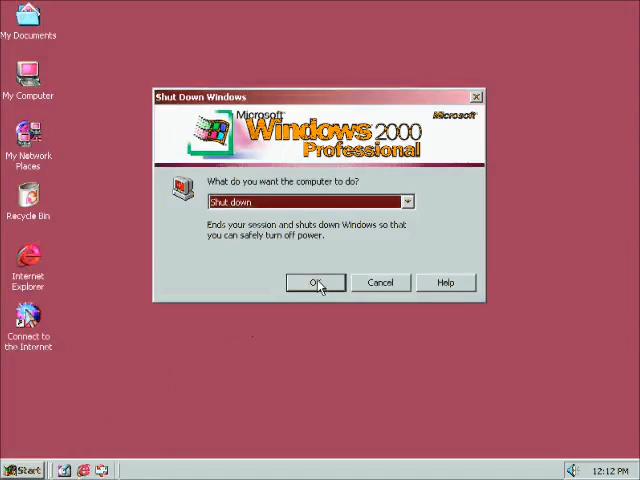 My Documents
My Computer
My Network
Places
Recycle Bin
Internet
Explorer
Connect to
the Internet
Shut Down Windows
Microsoft
Microsoft
Windows 2000
Professional
What do you want the computer to do?
Shut down
Ends your session and shuts down Windows so that
you can safely turn off power.
OK
Cancel
Help
Start
12:12 PM